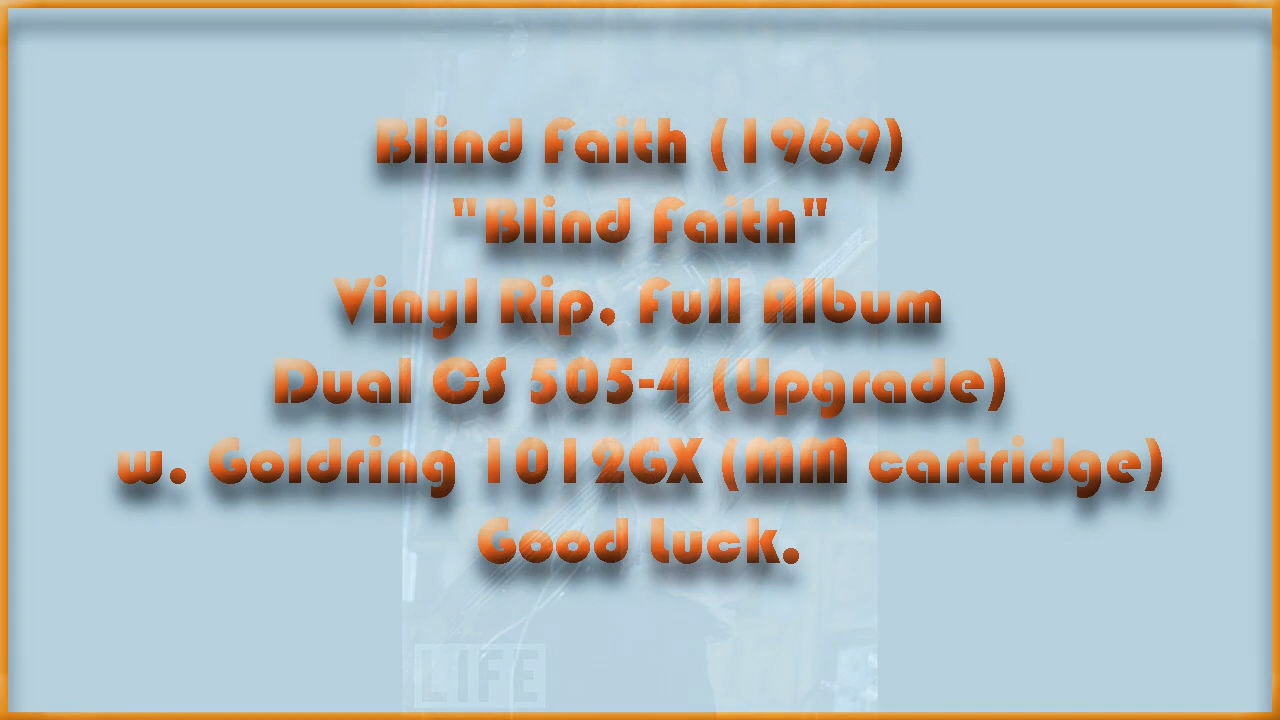 Blind Faith (1969)
"Blind Faith"
Vinyl Rip. Full Album
Dual CS 505-4 (Upgrade)
w. Goldring 1012GX (MM cartridge)
Good Luck.
LIFE